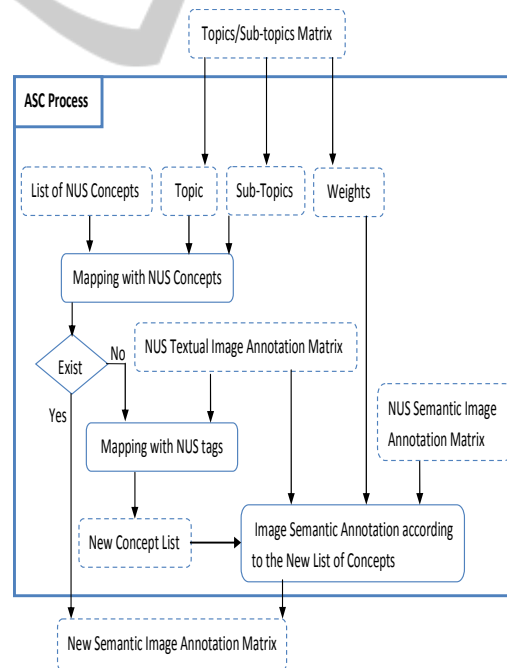 Topics/Sub-topics Matrix
ASC Process
List of NUS Concepts
Topic
Sub-Topics
Weights
Mapping with NUS Concepts
Exist
No
Yes
NUS Textual Image Annotation Matrix
NUS Semantic Image
Annotation Matrix
Mapping with NUS tags
New Concept List
Image Semantic Annotation according
to the New List of Concepts
New Semantic Image Annotation Matrix